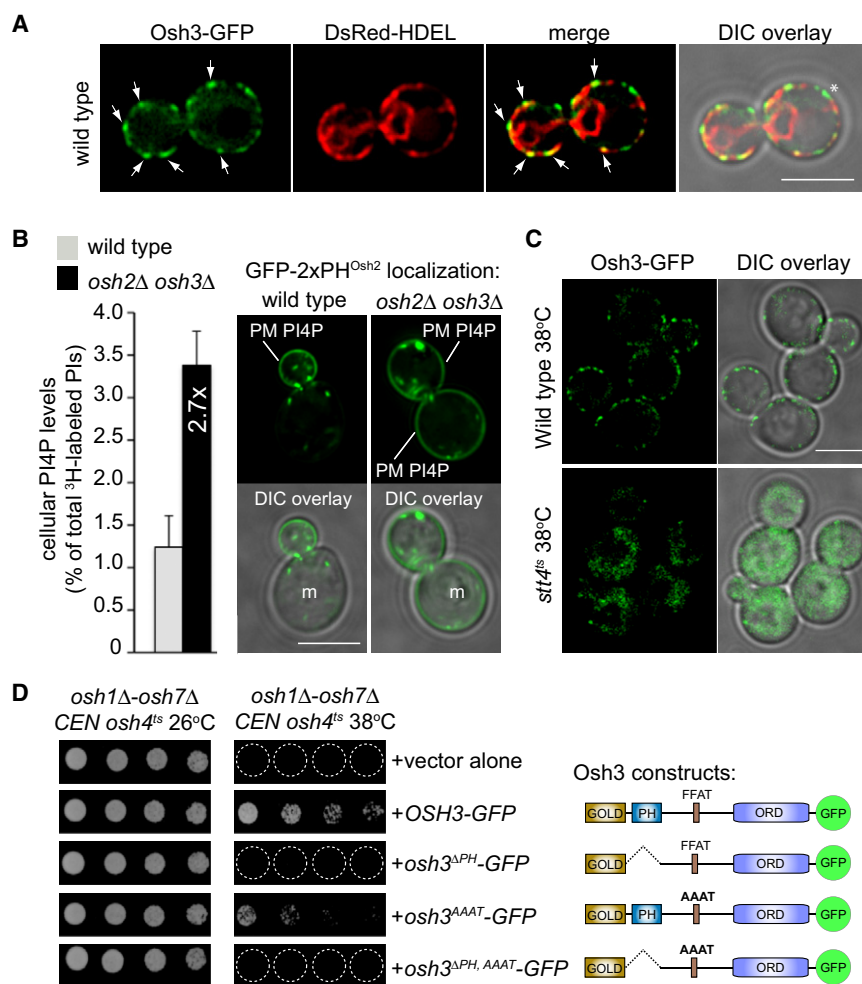 A
Osh3-GFP
DsRed-HDEL
merge
DIC overlay
wild type
*
B
wild type
osh2Δ osh3Δ
cellular PI4P levels
(% of total ³H-labeled PIs)
4.0
3.5
3.0
2.5
2.0
1.5
1.0
0.5
0
2.7x
GFP-2xPH^Osh2 localization:
wild type
osh2Δ osh3Δ
PM PI4P
PM PI4P
PM PI4P
DIC overlay
DIC overlay
m
m
C
Osh3-GFP
DIC overlay
Wild type 38°C
stt4^ts 38°C
D
osh1Δ-osh7Δ
CEN osh4^ts 26°C
osh1Δ-osh7Δ
CEN osh4^ts 38°C
+vector alone
+OSH3-GFP
+osh3^ΔPH-GFP
+osh3^AAAT-GFP
+osh3^ΔPH, AAAT-GFP
Osh3 constructs:
FFAT
GOLD PH ORD GFP
FFAT
GOLD ORD GFP
AAAT
GOLD PH ORD GFP
AAAT
GOLD ORD GFP